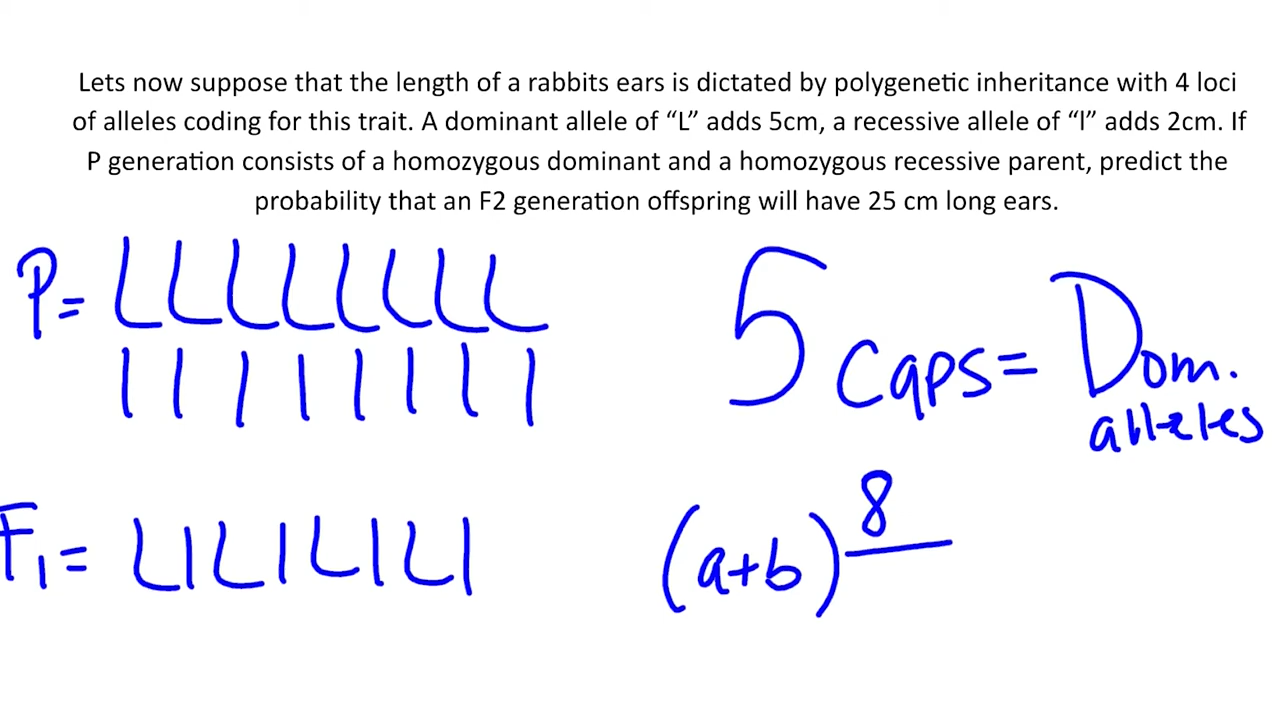 Lets now suppose that the length of a rabbits ears is dictated by polygenetic inheritance with 4 loci
of alleles coding for this trait. A dominant allele of “L” adds 5cm, a recessive allele of “l” adds 2cm. If
P generation consists of a homozygous dominant and a homozygous recessive parent, predict the
probability that an F2 generation offspring will have 25 cm long ears.
P= LLLLLLLL
llllllll
5 caps= Dom.
alleles
F1= LlLlLlLl
(a+b)8